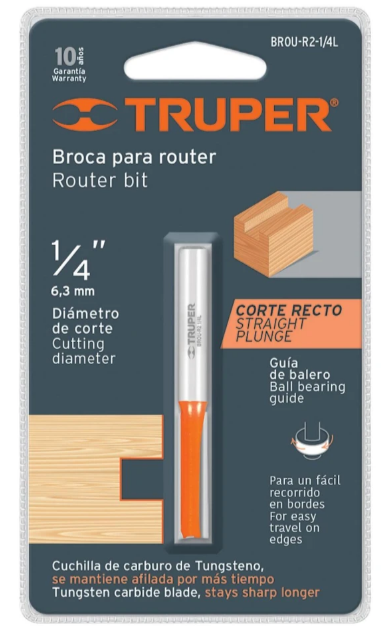 10 años
Garantía
Warranty
BROU-R2-1/4L
TRUPER®
Broca para router
Router bit
1/4"
6,3 mm
Diámetro
de corte
Cutting
diameter
TRUPER
BROU-R2 1/4L
CORTE RECTO
STRAIGHT
PLUNGE
Guía
de balero
Ball bearing
guide
Para un fácil
recorrido
en bordes
For easy
travel on
edges
Cuchilla de carburo de Tungsteno,
se mantiene afilada por más tiempo
Tungsten carbide blade, stays sharp longer